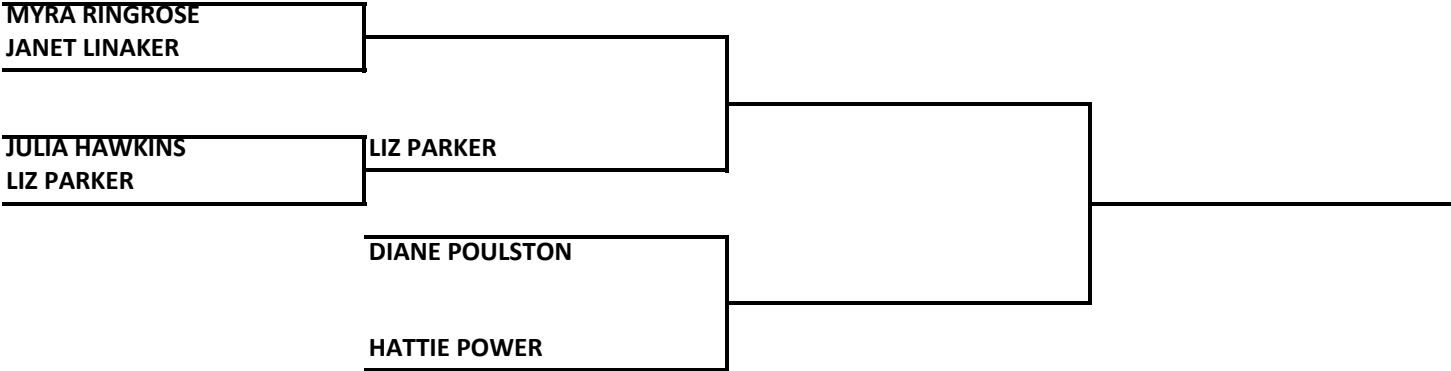 MYRA RINGROSE
JANET LINAKER
JULIA HAWKINS
LIZ PARKER
LIZ PARKER
DIANE POULSTON
HATTIE POWER